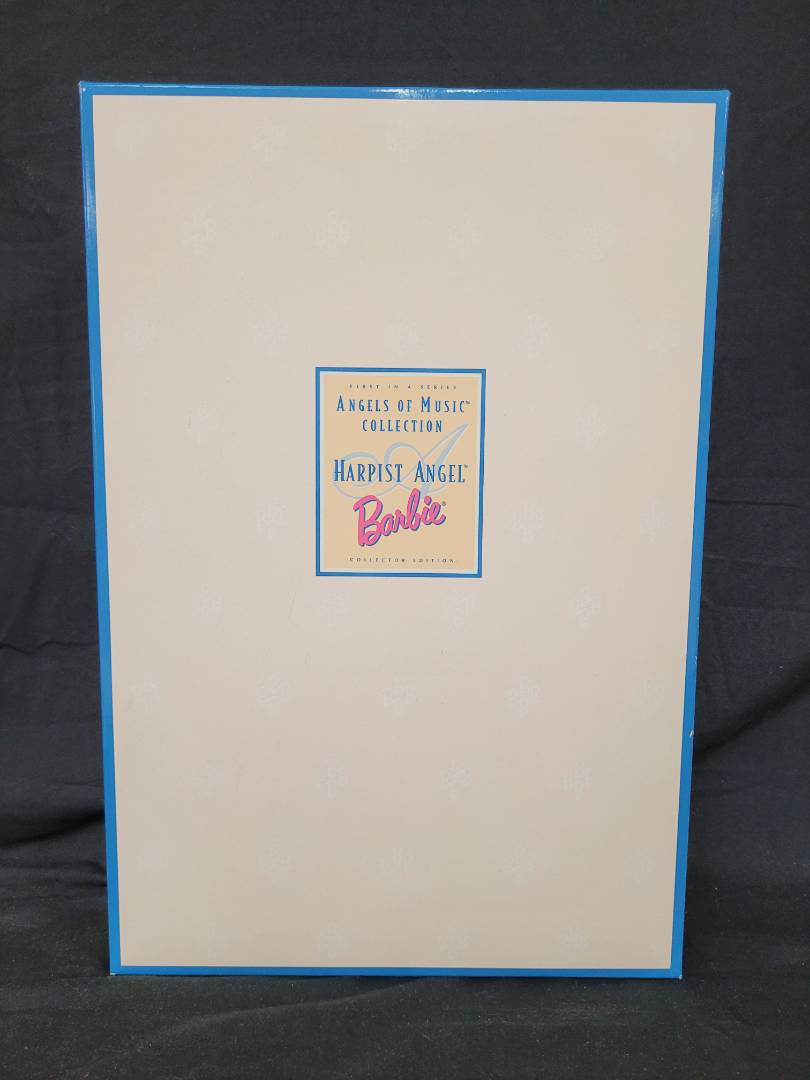 FIRST IN A SERIES
ANGELS OF MUSIC™
COLLECTION
HARPIST ANGEL™
Barbie®
COLLECTOR EDITION